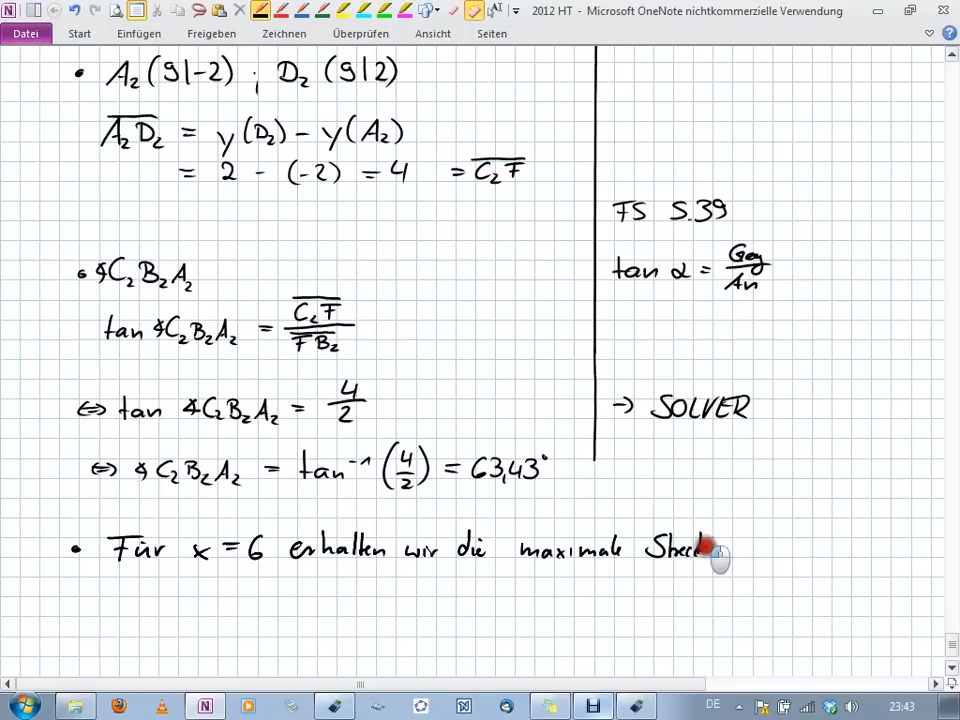 2012 HT - Microsoft OneNote nichtkommerzielle Verwendung
Datei Start Einfügen Freigeben Zeichnen Überprüfen Ansicht Seiten
• A₂(9|-2) ; D₂(9|2)
A₂D₂ = y(D₂) - y(A₂)
= 2 - (-2) = 4 = C₂F
FS S.39
tan α = Geg/An
• ∢C₂B₂A₂
tan ∢C₂B₂A₂ = C₂F/FB₂
⇔ tan ∢C₂B₂A₂ = 4/2
→ SOLVER
⇔ ∢C₂B₂A₂ = tan⁻¹(4/2) = 63,43°
• Für x = 6 erhalten wir die maximale Streck
DE 23:43